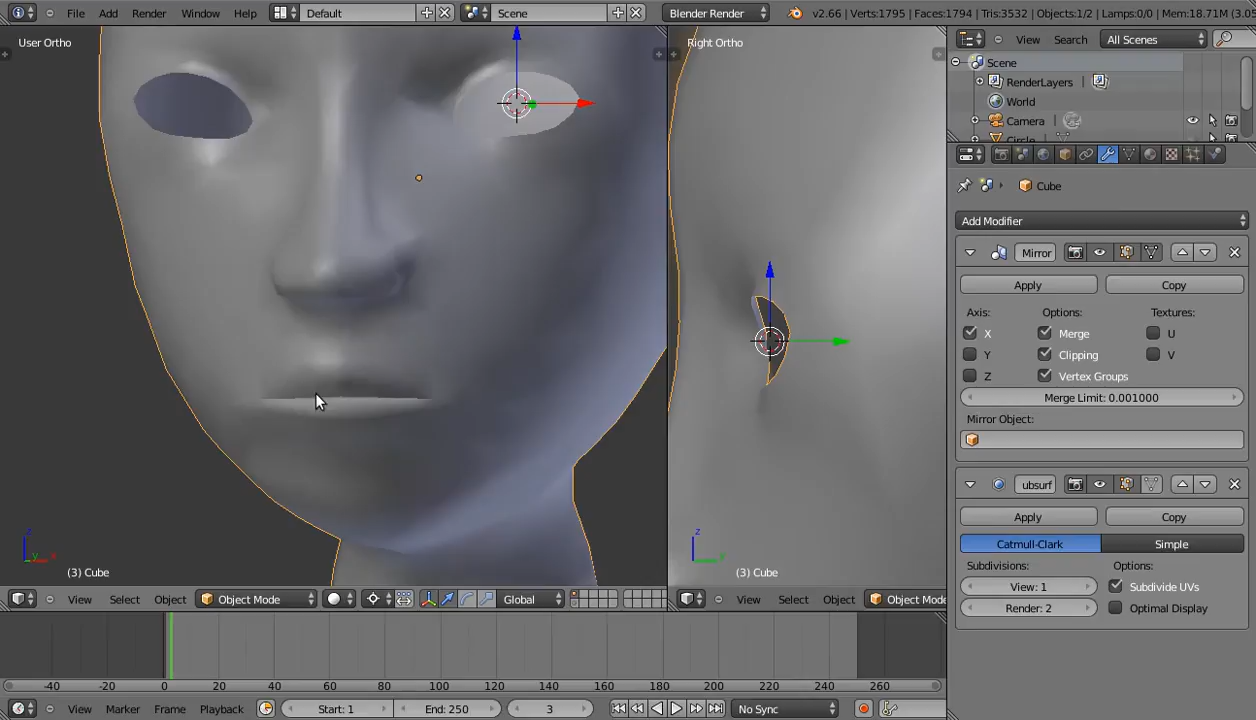 File Add Render Window Help Default Scene Blender Render v2.66 | Verts:1795 | Faces:1794 | Tris:3532 | Objects:1/2 | Lamps:0/0 | Mem:18.71M
User Ortho
Right Ortho
View Search All Scenes
Scene
RenderLayers
World
Camera
Circle
Cube
Add Modifier
Mirror
Apply Copy
Axis: Options: Textures:
X Merge U
Y Clipping V
Z Vertex Groups
Merge Limit: 0.001000
Mirror Object:
ubsurf
Apply Copy
Catmull-Clark Simple
Subdivisions: Options:
View: 1 Subdivide UVs
Render: 2 Optimal Display
z
y x
(3) Cube
z
y
(3) Cube
View Select Object Object Mode Global
View Select Object Object Mode
-40 -20 0 20 40 60 80 100 120 140 160 180 200 220 240 260
View Marker Frame Playback Start: 1 End: 250 3 No Sync